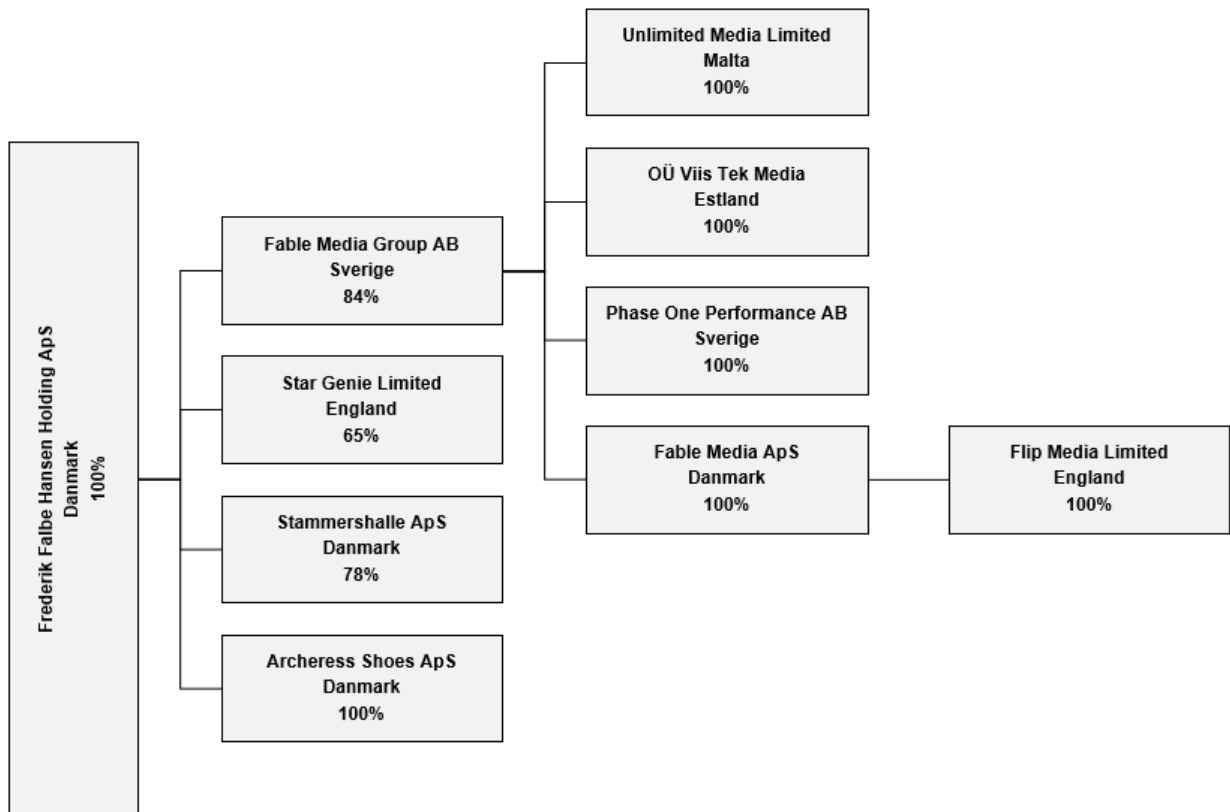 Frederik Falbe Hansen Holding ApS
Danmark
100%
Fable Media Group AB
Sverige
84%
Star Genie Limited
England
65%
Stammershalle ApS
Danmark
78%
Archeress Shoes ApS
Danmark
100%
Unlimited Media Limited
Malta
100%
OÜ Viis Tek Media
Estland
100%
Phase One Performance AB
Sverige
100%
Fable Media ApS
Danmark
100%
Flip Media Limited
England
100%